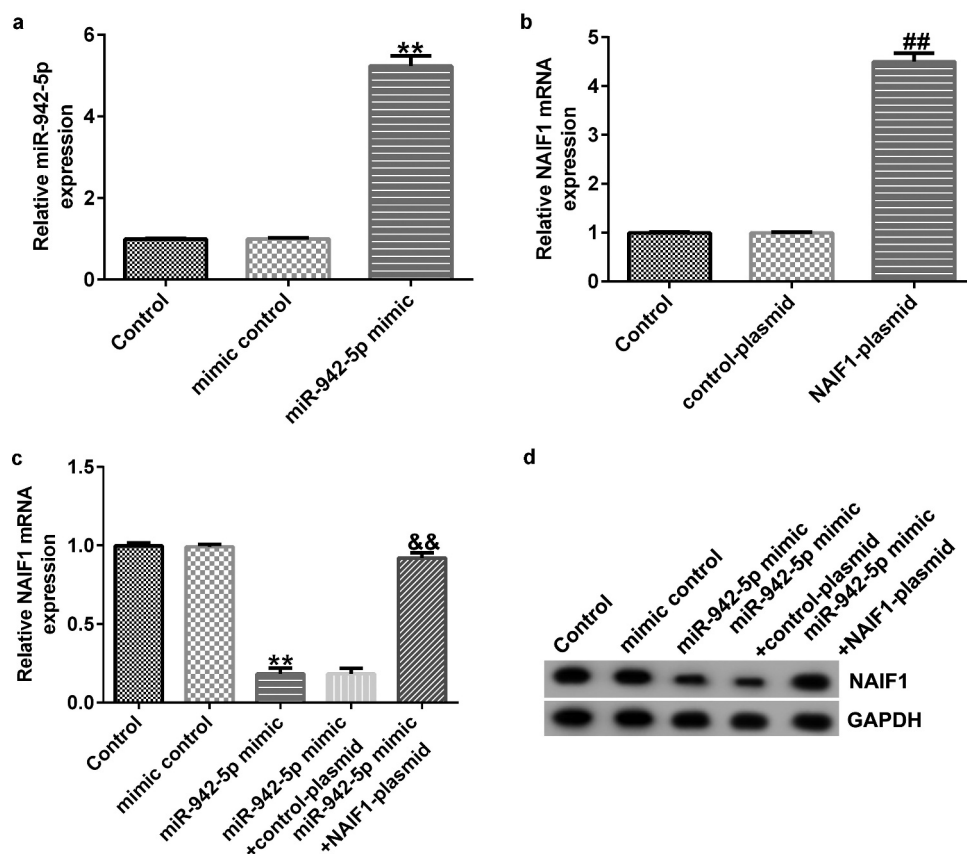 a
Relative miR-942-5p
expression
6
4
2
0
**
Control
mimic control
miR-942-5p mimic
b
Relative NAIF1 mRNA
expression
5
4
3
2
1
0
##
Control
control-plasmid
NAIF1-plasmid
c
Relative NAIF1 mRNA
expression
1.5
1.0
0.5
0.0
**
&&
Control
mimic control
miR-942-5p mimic
miR-942-5p mimic
+control-plasmid
miR-942-5p mimic
+NAIF1-plasmid
d
Control
mimic control
miR-942-5p mimic
miR-942-5p mimic
+control-plasmid
miR-942-5p mimic
+NAIF1-plasmid
NAIF1
GAPDH